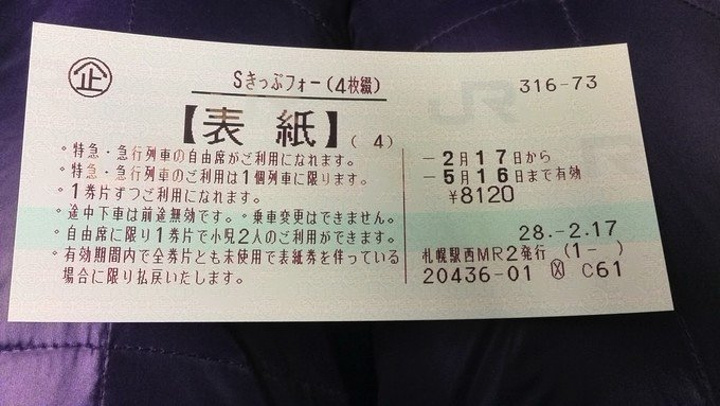 企
Sきっぷフォー(4枚綴)
316-73
【表紙】( 4)
°特急・急行列車の自由席がご利用になれます。
°特急・急行列車のご利用は1個列車に限ります。
°1券片ずつご利用になれます。
°途中下車は前途無効です。°乗車変更はできません。
°自由席に限り1券片で小児2人のご利用ができます。
°有効期間内で全券片とも未使用で表紙券を伴っている
場合に限り払戻いたします。
-2月17日から
-5月16日まで有効
¥8120
28.-2.17
札幌駅西MR2発行 (1-)
20436-01 Ⓧ C61